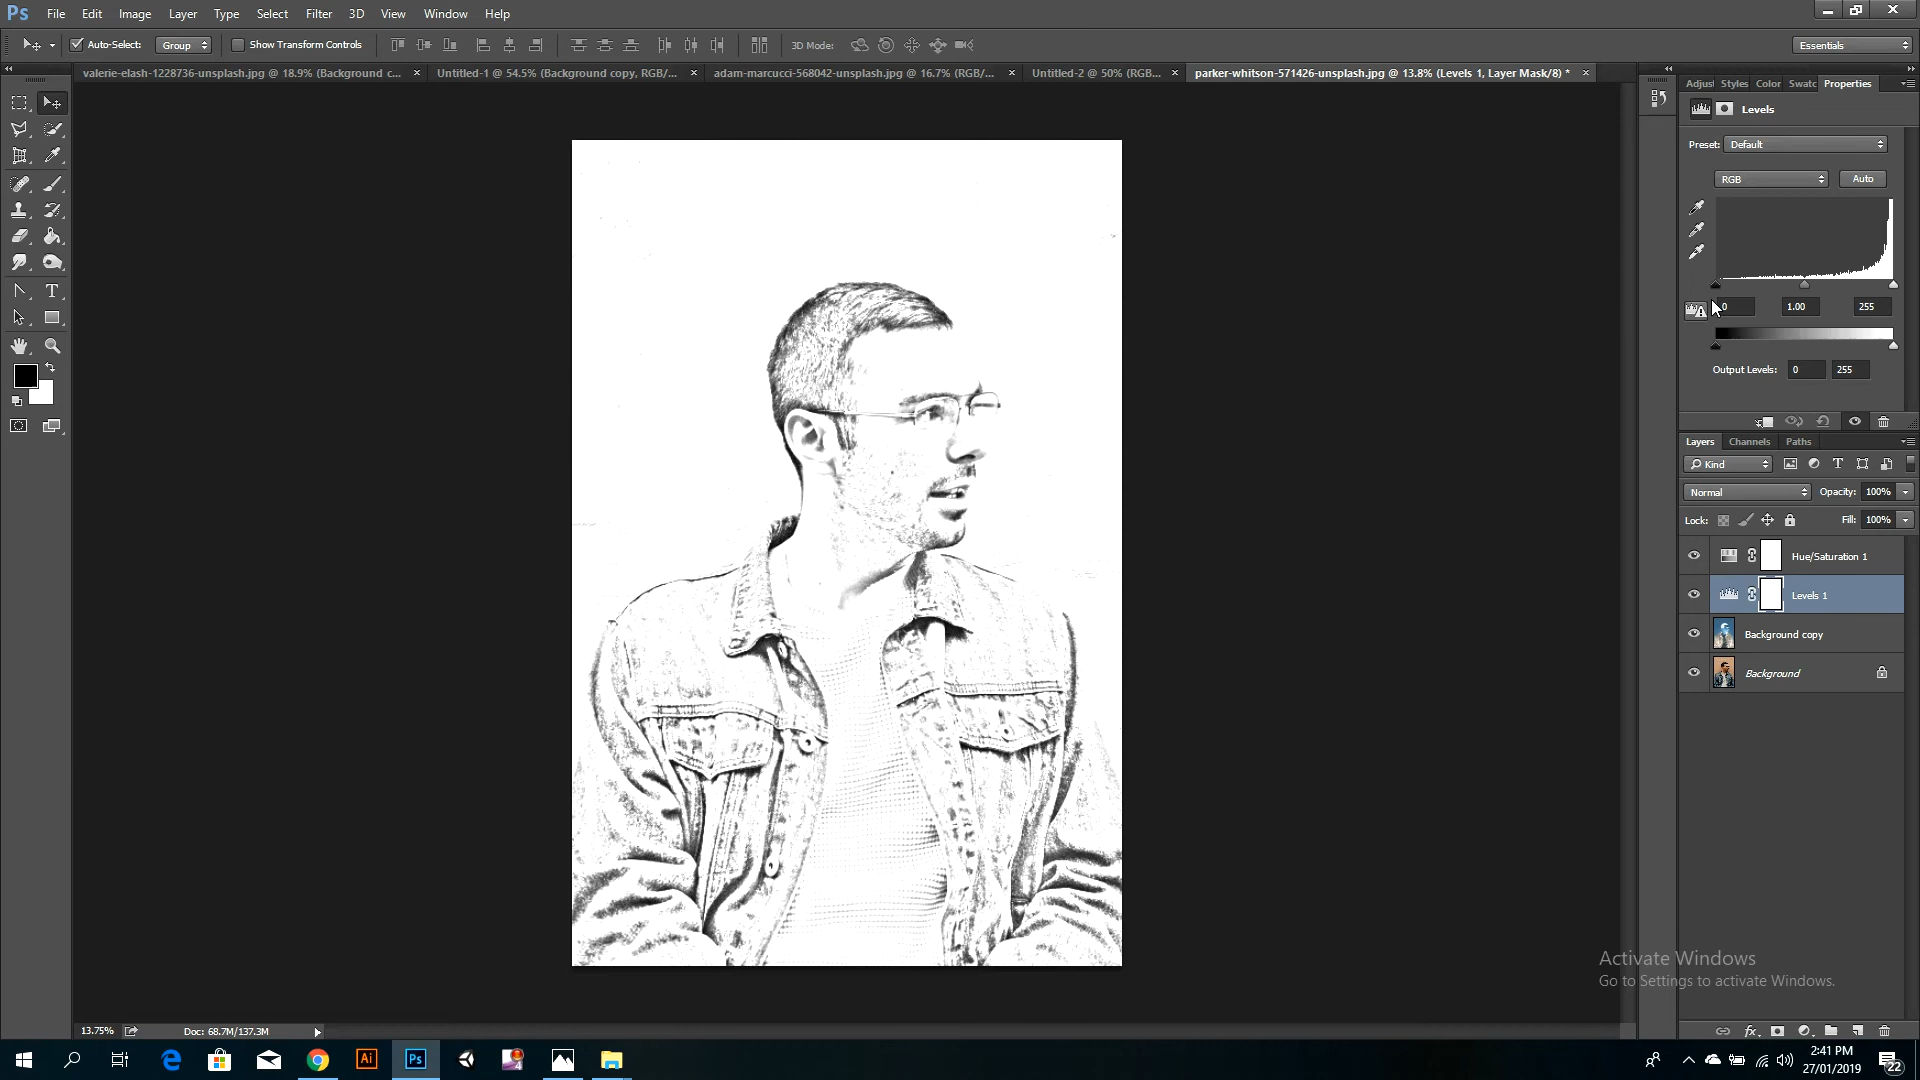 Ps File Edit Image Layer Type Select Filter 3D View Window Help
Auto-Select: Group Show Transform Controls 3D Mode: Essentials
valerie-elash-1228736-unsplash.jpg @ 18.9% (Background c... × Untitled-1 @ 54.5% (Background copy, RGB/... × adam-marcucci-568042-unsplash.jpg @ 16.7% (RGB/... × Untitled-2 @ 50% (RGB... × parker-whitson-571426-unsplash.jpg @ 13.8% (Levels 1, Layer Mask/8) * ×
Adjust Styles Color Swatc Properties
Levels
Preset: Default
RGB Auto
0 1.00 255
Output Levels: 0 255
Layers Channels Paths
Kind
Normal Opacity: 100%
Lock: Fill: 100%
Hue/Saturation 1
Levels 1
Background copy
Background
Activate Windows
Go to Settings to activate Windows.
13.75% Doc: 68.7M/137.3M
Ai Ps
2:41 PM
27/01/2019
22